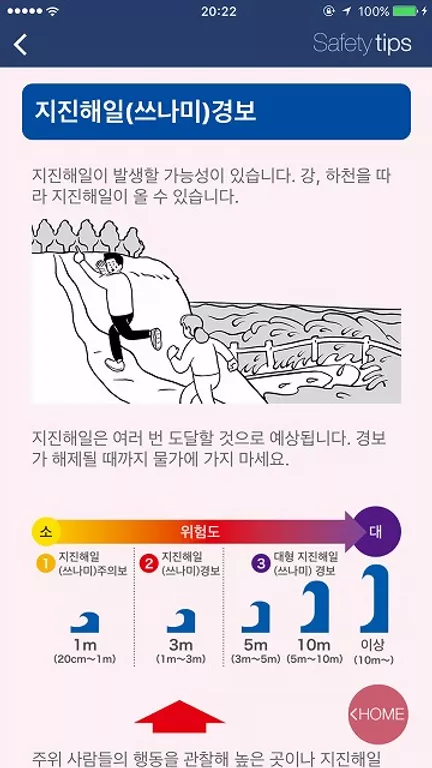 20:22
100%
Safety tips
지진해일(쓰나미)경보
지진해일이 발생할 가능성이 있습니다. 강, 하천을 따
라 지진해일이 올 수 있습니다.
지진해일은 여러 번 도달할 것으로 예상됩니다. 경보
가 해제될 때까지 물가에 가지 마세요.
소 위험도 대
1 지진해일
(쓰나미)주의보
2 지진해일
(쓰나미)경보
3 대형 지진해일
(쓰나미) 경보
1m 3m 5m 10m 이상
(20cm~1m) (1m~3m) (3m~5m) (5m~10m) (10m~)
<HOME
주위 사람들의 행동을 관찰해 높은 곳이나 지진해일